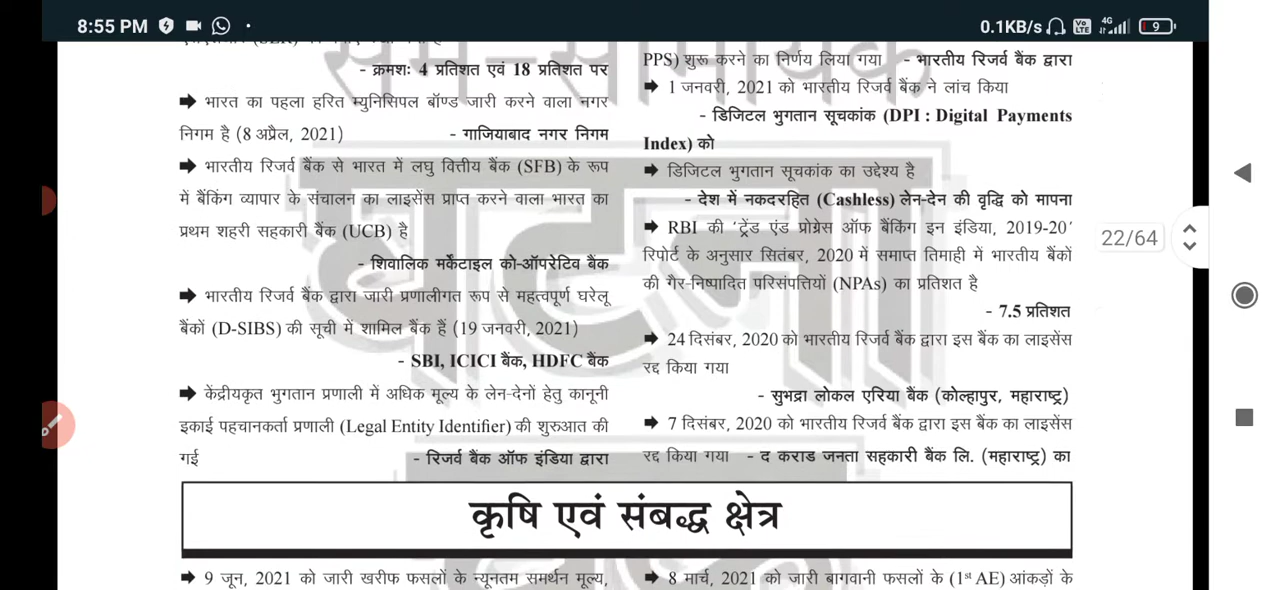 8:55 PM
0.1KB/s Vo LTE 4G 9
(SLR)
- क्रमशः 4 प्रतिशत एवं 18 प्रतिशत पर
➡ भारत का पहला हरित म्युनिसिपल बॉण्ड जारी करने वाला नगर
निगम है (8 अप्रैल, 2021) - गाजियाबाद नगर निगम
➡ भारतीय रिजर्व बैंक से भारत में लघु वित्तीय बैंक (SFB) के रूप
में बैंकिंग व्यापार के संचालन का लाइसेंस प्राप्त करने वाला भारत का
प्रथम शहरी सहकारी बैंक (UCB) है
- शिवालिक मर्केंटाइल को-ऑपरेटिव बैंक
➡ भारतीय रिजर्व बैंक द्वारा जारी प्रणालीगत रूप से महत्वपूर्ण घरेलू
बैंकों (D-SIBS) की सूची में शामिल बैंक हैं (19 जनवरी, 2021)
- SBI, ICICI बैंक, HDFC बैंक
➡ केंद्रीयकृत भुगतान प्रणाली में अधिक मूल्य के लेन-देनों हेतु कानूनी
इकाई पहचानकर्ता प्रणाली (Legal Entity Identifier) की शुरुआत की
गई - रिजर्व बैंक ऑफ इंडिया द्वारा
PPS) शुरू करने का निर्णय लिया गया - भारतीय रिजर्व बैंक द्वारा
➡ 1 जनवरी, 2021 को भारतीय रिजर्व बैंक ने लांच किया
- डिजिटल भुगतान सूचकांक (DPI : Digital Payments
Index) को
➡ डिजिटल भुगतान सूचकांक का उद्देश्य है
- देश में नकदरहित (Cashless) लेन-देन की वृद्धि को मापना
➡ RBI की 'ट्रेंड एंड प्रोग्रेस ऑफ बैंकिंग इन इंडिया, 2019-20'
रिपोर्ट के अनुसार सितंबर, 2020 में समाप्त तिमाही में भारतीय बैंकों
की गैर-निष्पादित परिसंपत्तियों (NPAs) का प्रतिशत है
- 7.5 प्रतिशत
➡ 24 दिसंबर, 2020 को भारतीय रिजर्व बैंक द्वारा इस बैंक का लाइसेंस
रद्द किया गया
- सुभद्रा लोकल एरिया बैंक (कोल्हापुर, महाराष्ट्र)
➡ 7 दिसंबर, 2020 को भारतीय रिजर्व बैंक द्वारा इस बैंक का लाइसेंस
रद्द किया गया - द कराड जनता सहकारी बैंक लि. (महाराष्ट्र) का
22/64
कृषि एवं संबद्ध क्षेत्र
➡ 9 जून, 2021 को जारी खरीफ फसलों के न्यूनतम समर्थन मूल्य,
➡ 8 मार्च, 2021 को जारी बागवानी फसलों के (1st AE) आंकड़ों के
सम-सामयिक
घटना